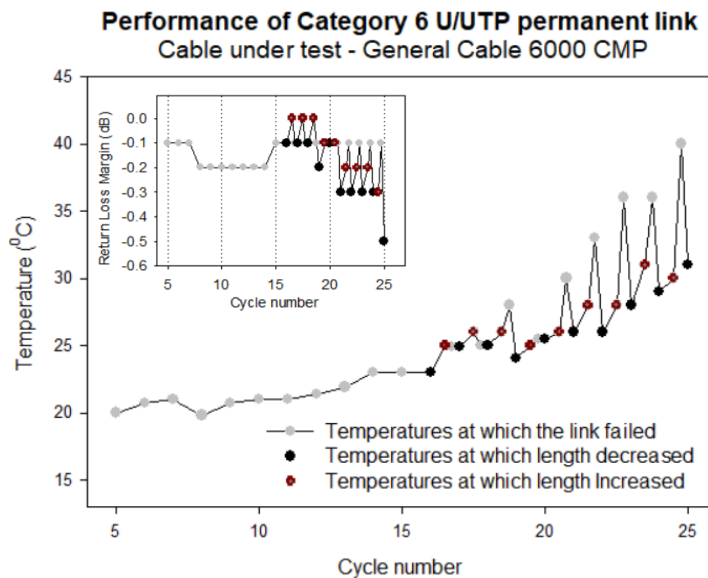 Performance of Category 6 U/UTP permanent link
Cable under test - General Cable 6000 CMP
45
40
35
30
25
20
15
Temperature (⁰C)
0.0
-0.1
-0.2
-0.3
-0.4
-0.5
-0.6
Return Loss Margin (dB)
5 10 15 20 25
Cycle number
Temperatures at which the link failed
Temperatures at which length decreased
Temperatures at which length Increased
5 10 15 20 25
Cycle number